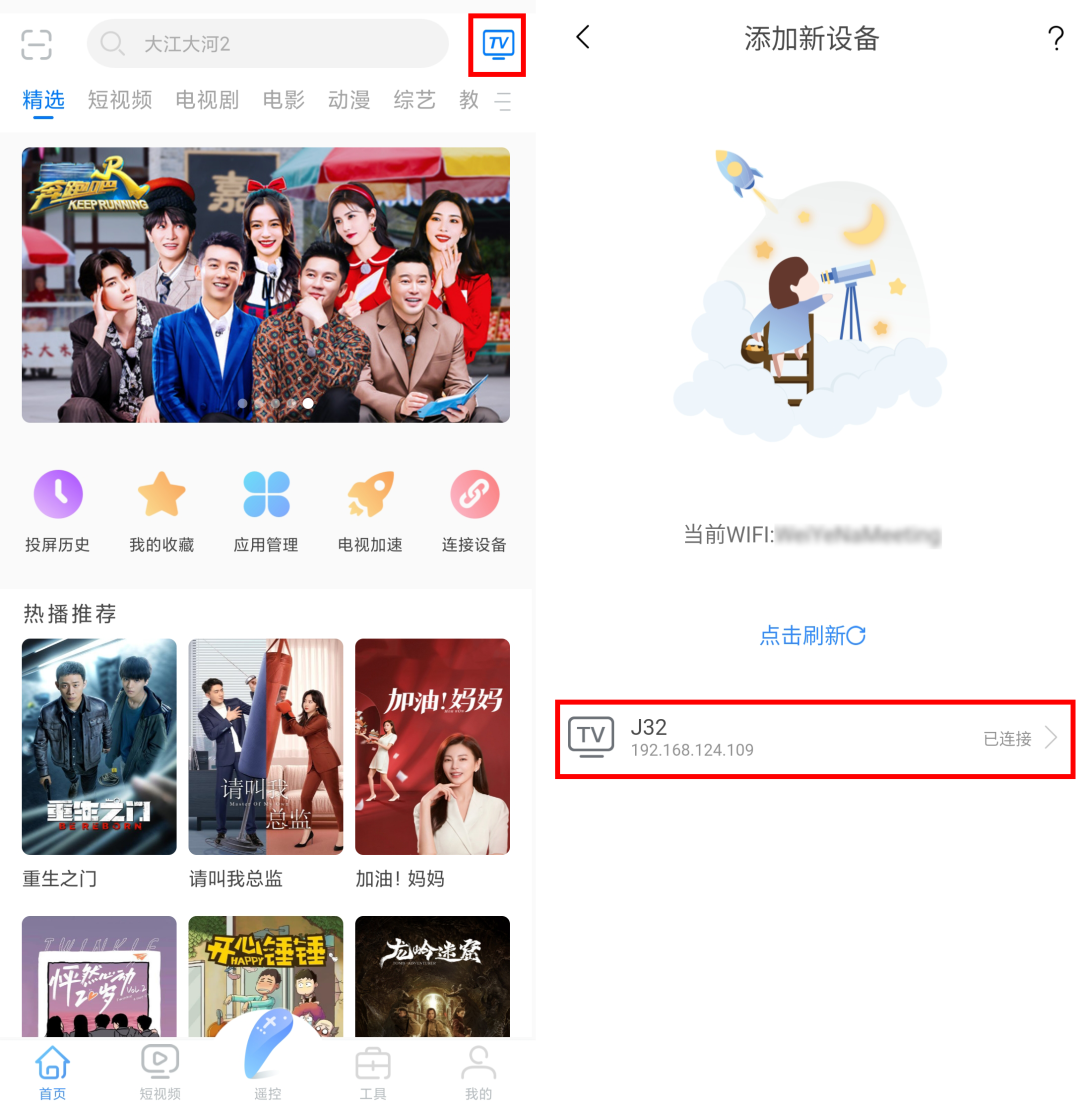 大江大河2
TV
精选 短视频 电视剧 电影 动漫 综艺 教
奔跑吧
KEEP RUNNING
嘉
投屏历史 我的收藏 应用管理 电视加速 连接设备
热播推荐
重生之门
BE REBORN
请叫我
总监
加油!妈妈
重生之门 请叫我总监 加油！妈妈
TWINKLE
怦然心动
20岁
Vol.2
开心锤锤
HAPPY
龙岭迷窟
首页 短视频 遥控 工具 我的
添加新设备
?
当前WIFI:
点击刷新
TV
J32
192.168.124.109
已连接